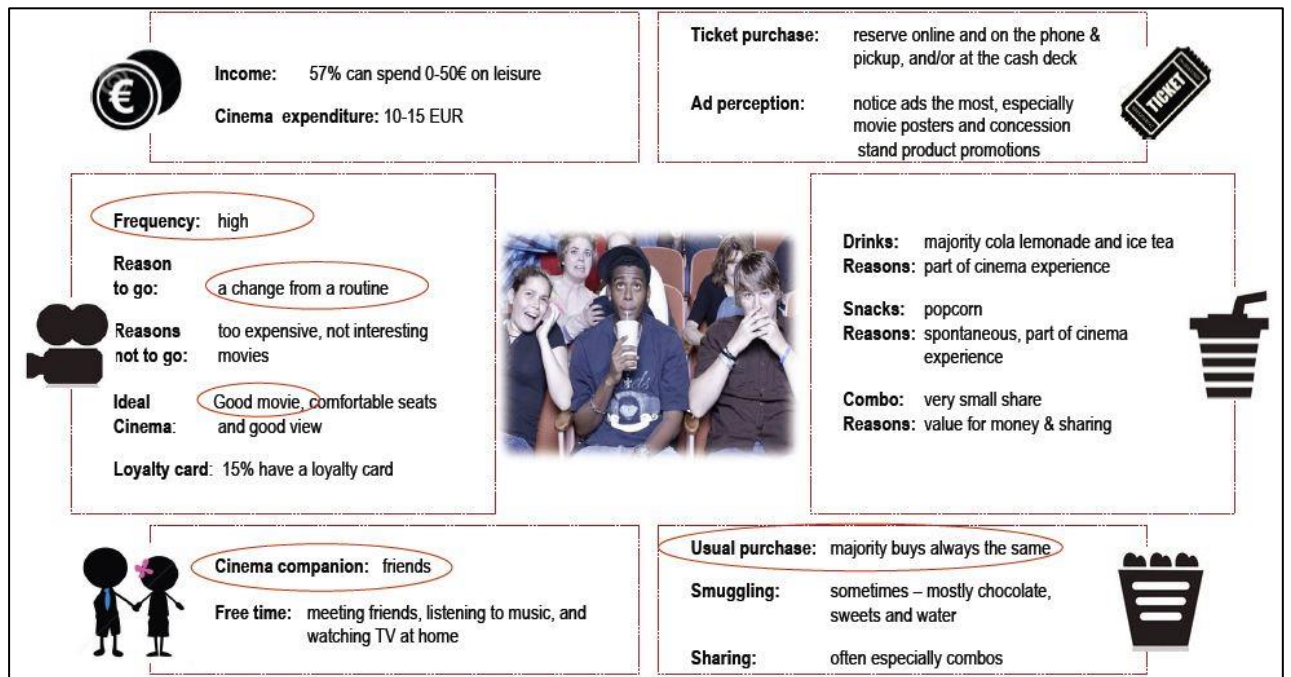 Income: 57% can spend 0-50€ on leisure
Cinema expenditure: 10-15 EUR
Ticket purchase: reserve online and on the phone &
pickup, and/or at the cash deck
Ad perception: notice ads the most, especially
movie posters and concession
stand product promotions
TICKET
Frequency: high
Reason
to go: a change from a routine
Reasons too expensive, not interesting
not to go: movies
Ideal Good movie, comfortable seats
Cinema: and good view
Loyalty card: 15% have a loyalty card
Drinks: majority cola lemonade and ice tea
Reasons: part of cinema experience
Snacks: popcorn
Reasons: spontaneous, part of cinema
experience
Combo: very small share
Reasons: value for money & sharing
Cinema companion: friends
Free time: meeting friends, listening to music, and
watching TV at home
Usual purchase: majority buys always the same
Smuggling: sometimes – mostly chocolate,
sweets and water
Sharing: often especially combos